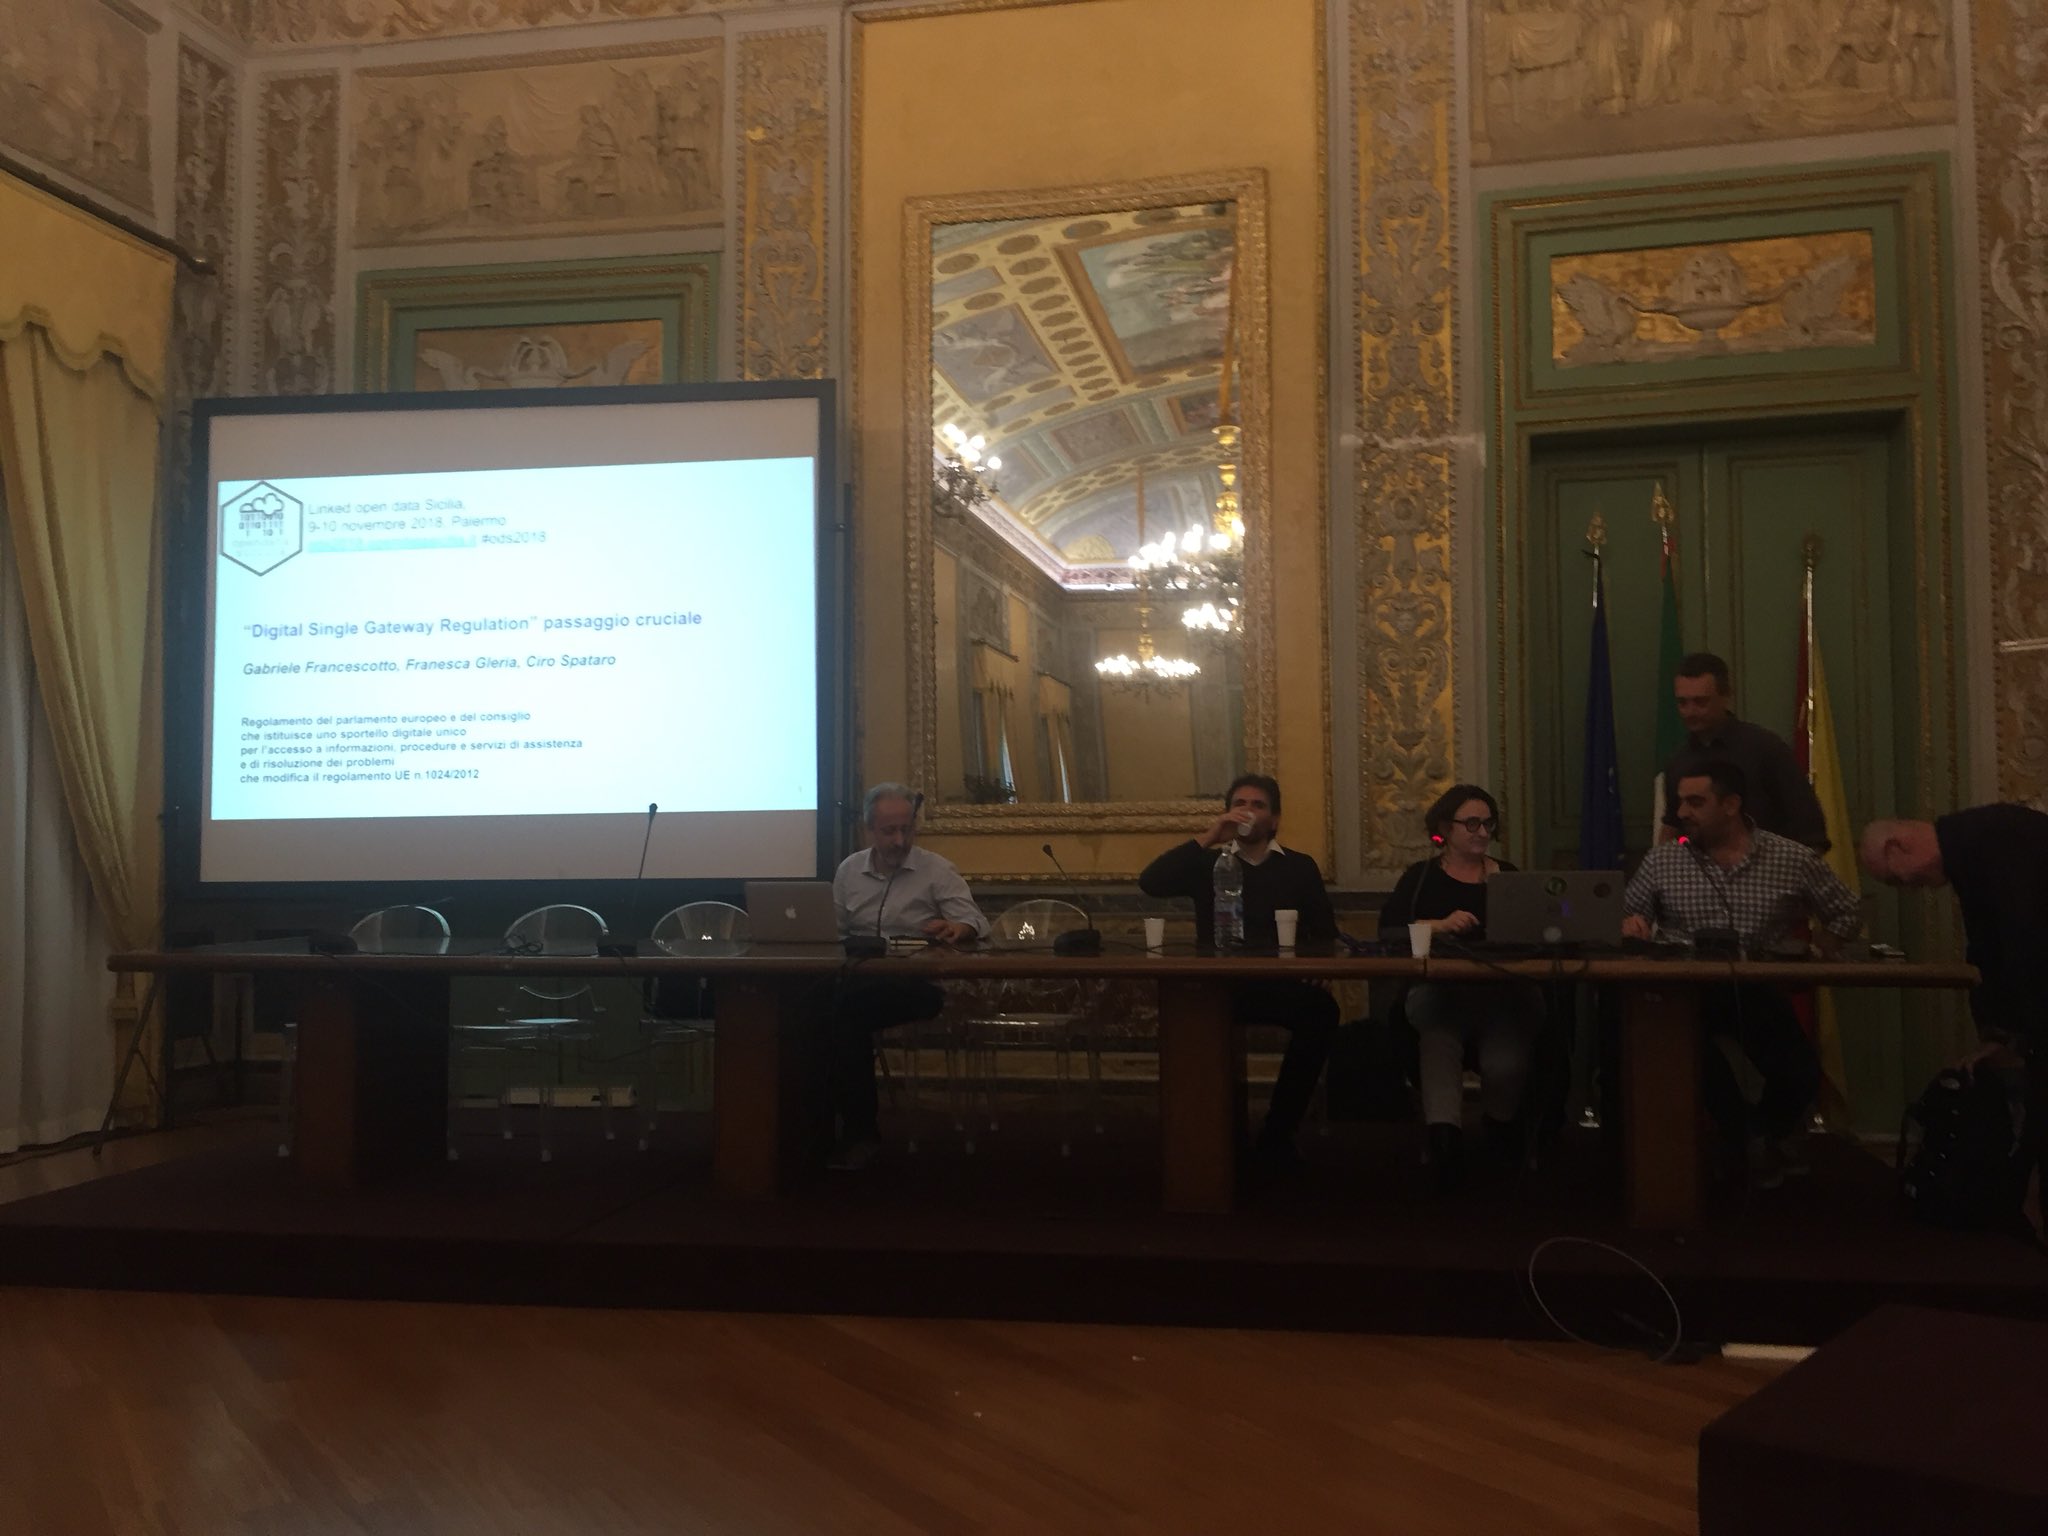 Linked open data Sicilia,
9-10 novembre 2018, Palermo
#ods2018
“Digital Single Gateway Regulation” passaggio cruciale
Gabriele Francescotto, Franesca Gleria, Ciro Spataro
Regolamento del parlamento europeo e del consiglio
che istituisce uno sportello digitale unico
per l'accesso a informazioni, procedure e servizi di assistenza
e di risoluzione dei problemi
che modifica il regolamento UE n.1024/2012